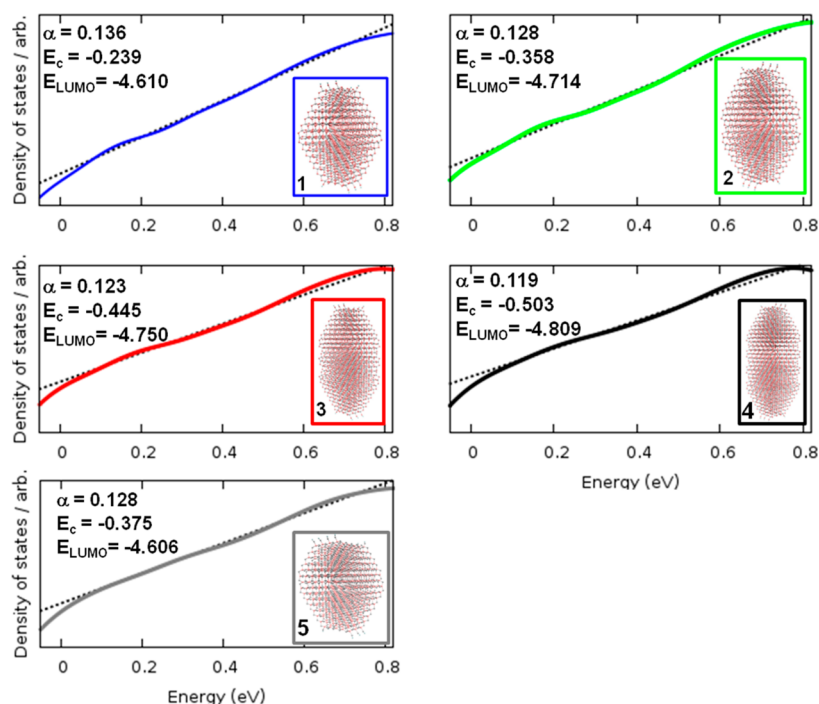 Density of states / arb.
α = 0.136
Ec = -0.239
ELUMO= -4.610
1
0 0.2 0.4 0.6 0.8
α = 0.128
Ec = -0.358
ELUMO= -4.714
2
0 0.2 0.4 0.6 0.8
Density of states / arb.
α = 0.123
Ec = -0.445
ELUMO= -4.750
3
0 0.2 0.4 0.6 0.8
α = 0.119
Ec = -0.503
ELUMO= -4.809
4
0 0.2 0.4 0.6 0.8
Energy (eV)
Density of states / arb.
α = 0.128
Ec = -0.375
ELUMO= -4.606
5
0 0.2 0.4 0.6 0.8
Energy (eV)